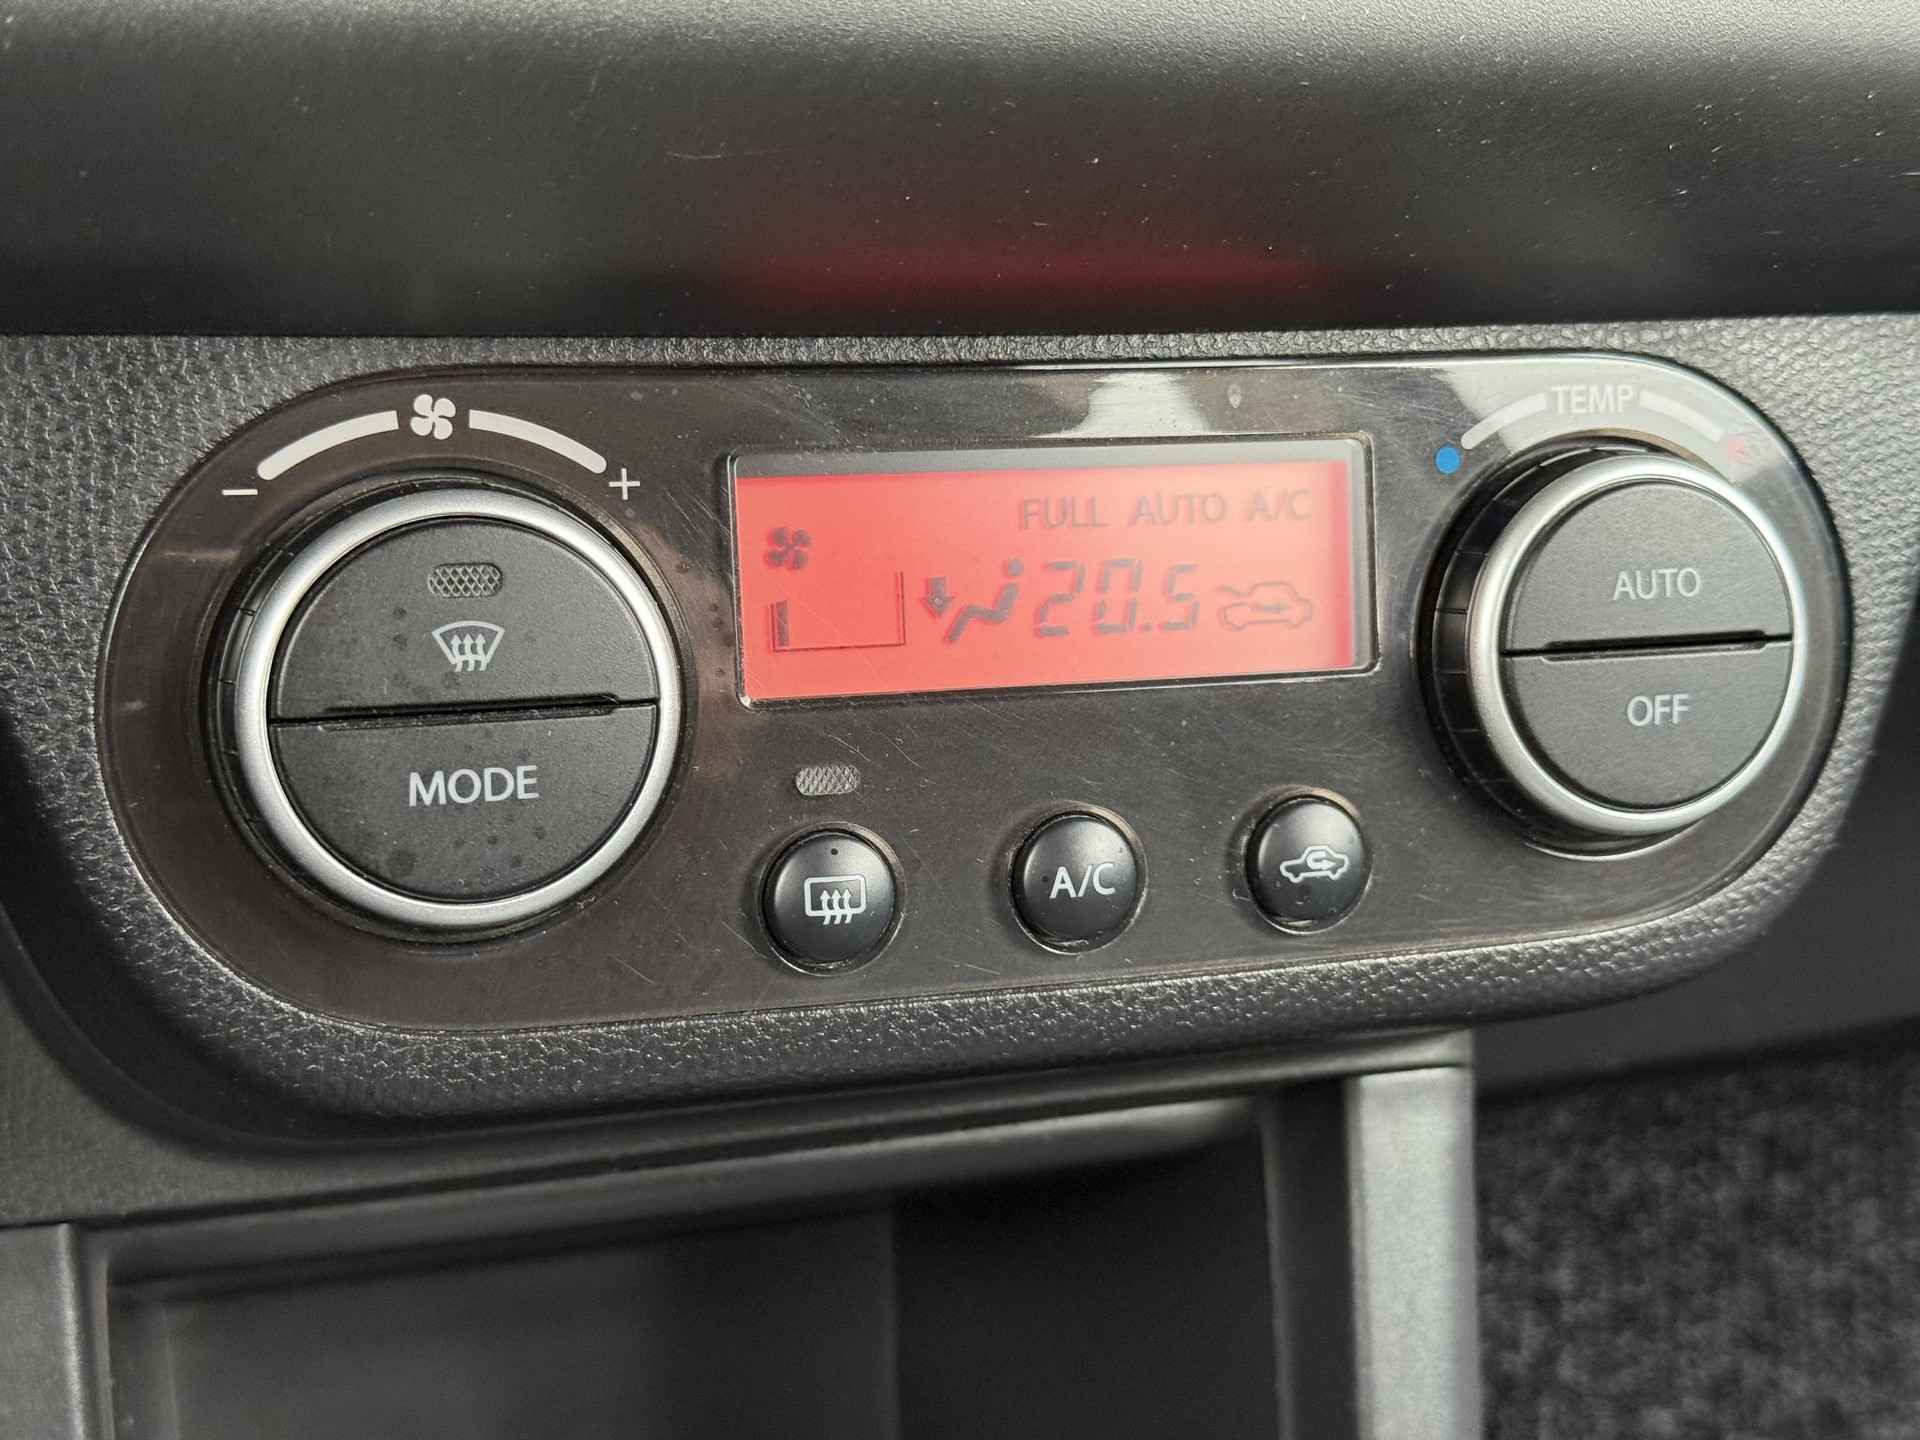 TEMP
− +
FULL AUTO A/C
20.5
AUTO
OFF
MODE
A/C